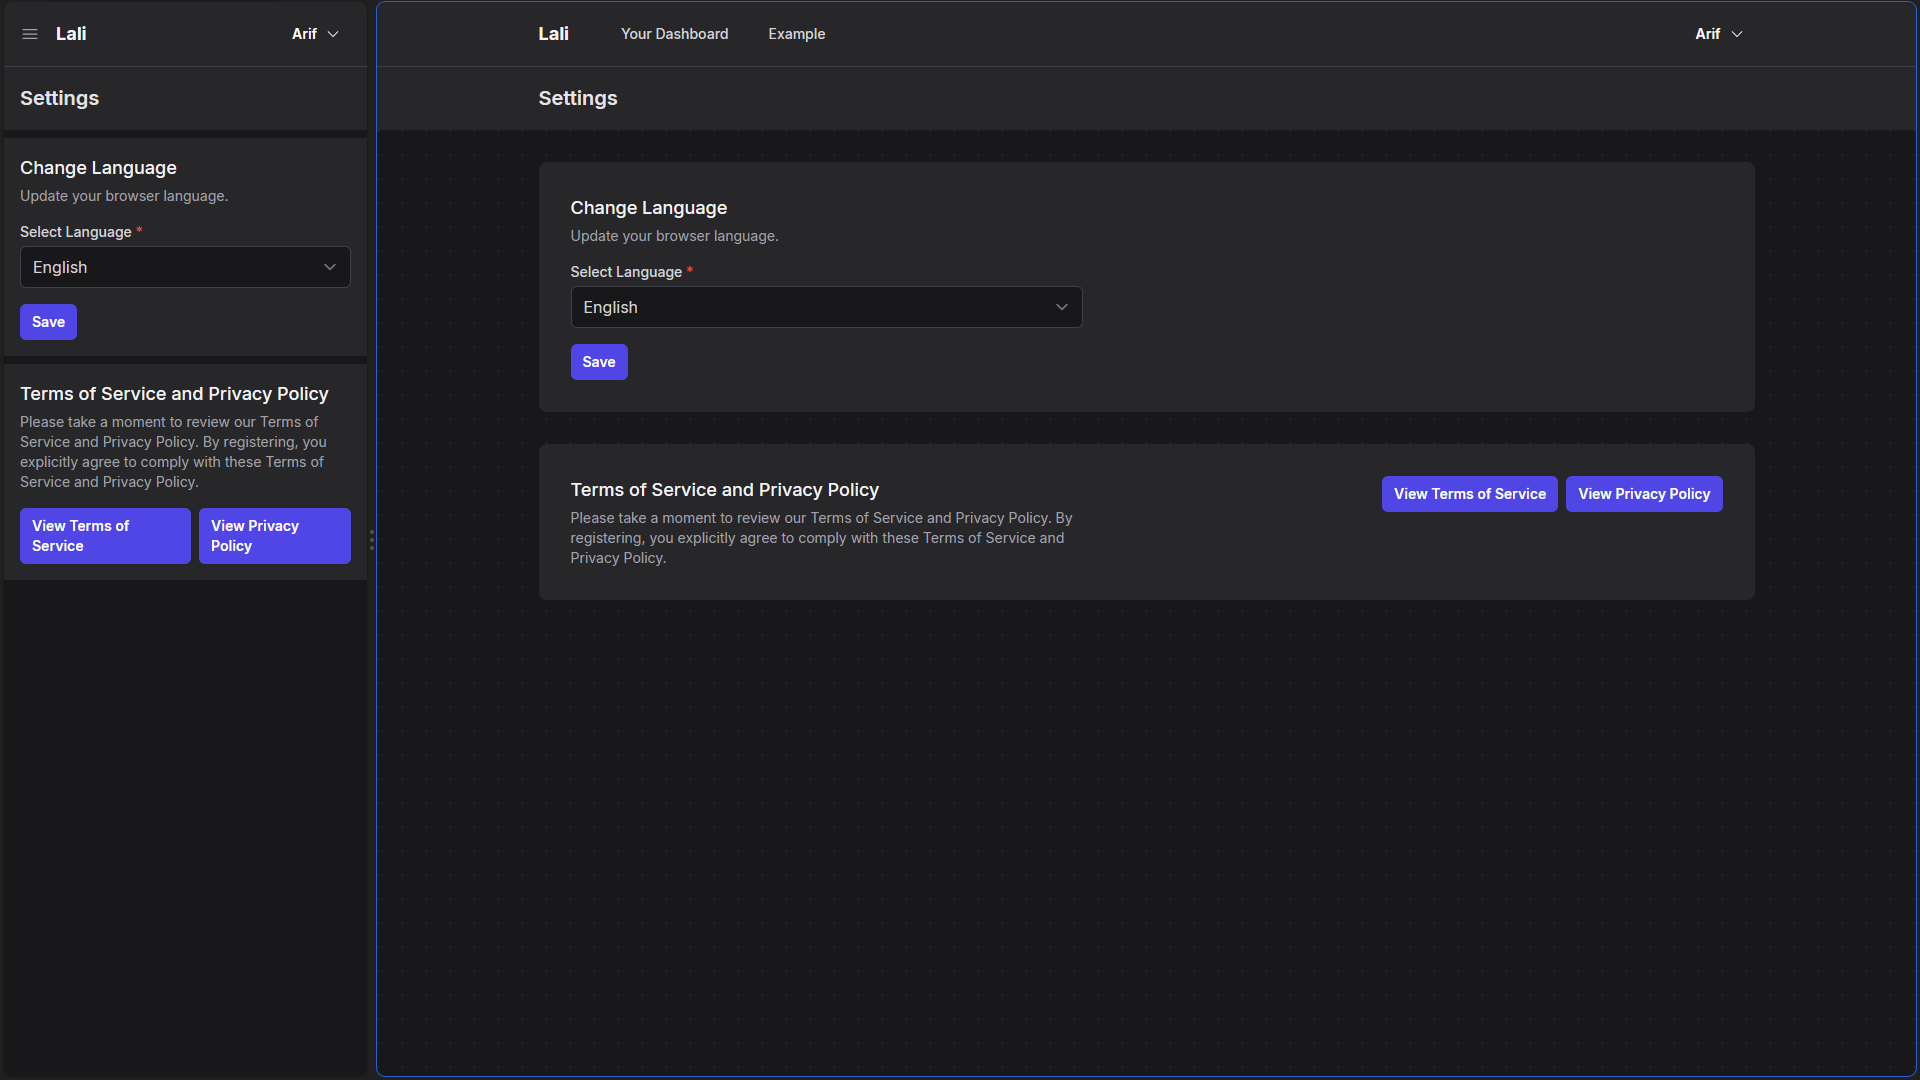 Lali
Arif
Settings
Change Language
Update your browser language.
Select Language *
English
Save
Terms of Service and Privacy Policy
Please take a moment to review our Terms of
Service and Privacy Policy. By registering, you
explicitly agree to comply with these Terms of
Service and Privacy Policy.
View Terms of
Service
View Privacy
Policy
Lali
Your Dashboard
Example
Arif
Settings
Change Language
Update your browser language.
Select Language *
English
Save
Terms of Service and Privacy Policy
Please take a moment to review our Terms of Service and Privacy Policy. By
registering, you explicitly agree to comply with these Terms of Service and
Privacy Policy.
View Terms of Service
View Privacy Policy